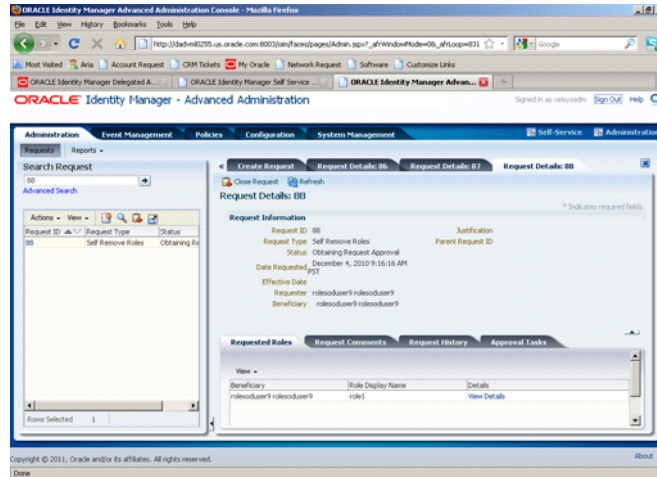 ORACLE Identity Manager Advanced Administration Console - Mozilla Firefox
File Edit View History Bookmarks Tools Help
Google
Most Visited Aria Account Request CRM Tickets My Oracle Network Request Software Customize Links
ORACLE Identity Manager Delegated A... ORACLE Identity Manager Self Service ... ORACLE Identity Manager Advan...
ORACLE Identity Manager - Advanced Administration
Signed in as Sign Out Help
Administration Event Management Policies Configuration System Management Self-Service Administration
Requests Reports
Search Request
88
Advanced Search
Actions View
Request ID Request Type Status
88 Self Remove Roles Obtaining Re
Rows Selected 1
Create Request Request Details: 86 Request Details: 87 Request Details: 88
Close Request Refresh
Request Details: 88
* Indicates required fields.
Request Information
Request ID 88 Justification
Request Type Self Remove Roles Parent Request ID
Status Obtaining Request Approval
Date Requested December 4, 2010 9:16:16 AM
PST
Effective Date
Requester rolesoduser9 rolesoduser9
Beneficiary rolesoduser9 rolesoduser9
Requested Roles Request Comments Request History Approval Tasks
View
Beneficiary Role Display Name Details
rolesoduser9 rolesoduser9 role1 View Details
Copyright © 2011, Oracle and/or its affiliates. All rights reserved.
About
Done